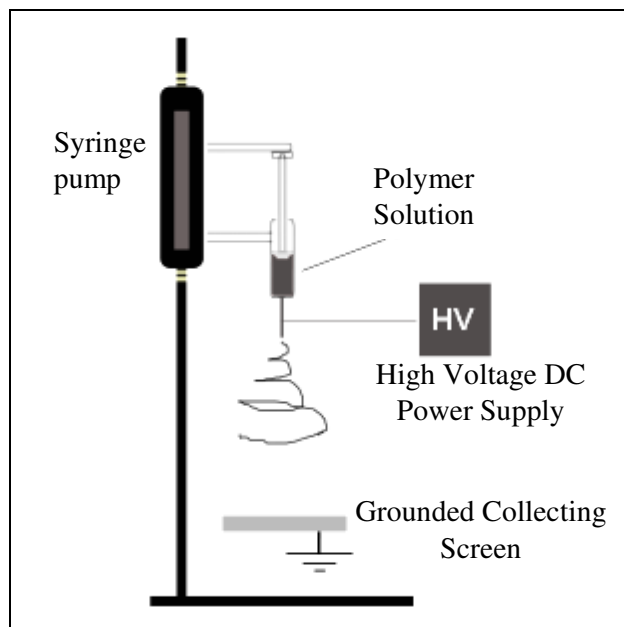 Syringe
pump
Polymer
Solution
HV
High Voltage DC
Power Supply
Grounded Collecting
Screen